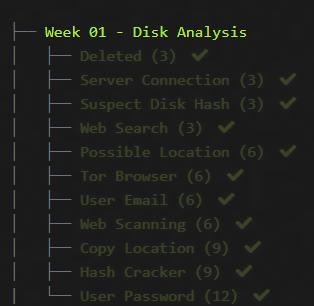 Week 01 - Disk Analysis
Deleted (3)
Server Connection (3)
Suspect Disk Hash (3)
Web Search (3)
Possible Location (6)
Tor Browser (6)
User Email (6)
Web Scanning (6)
Copy Location (9)
Hash Cracker (9)
User Password (12)